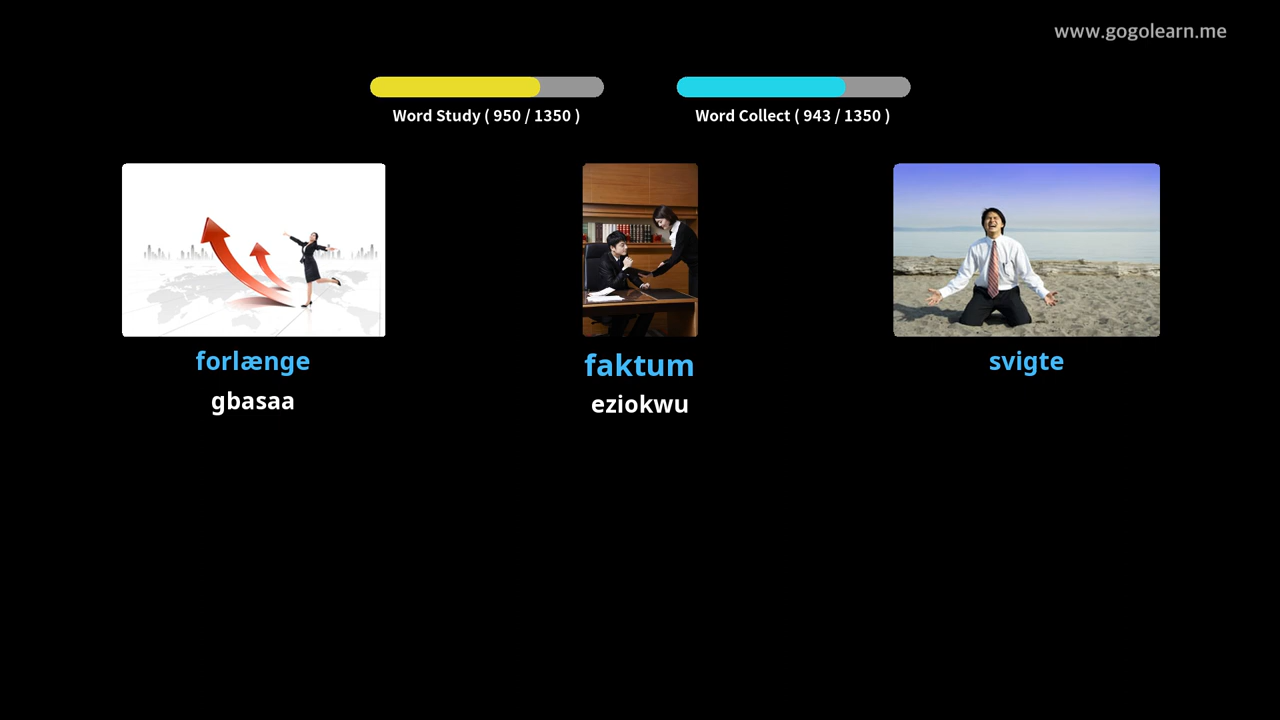 www.gogolearn.me
Word Study ( 950 / 1350 )
Word Collect ( 943 / 1350 )
forlænge
gbasaa
faktum
eziokwu
svigte